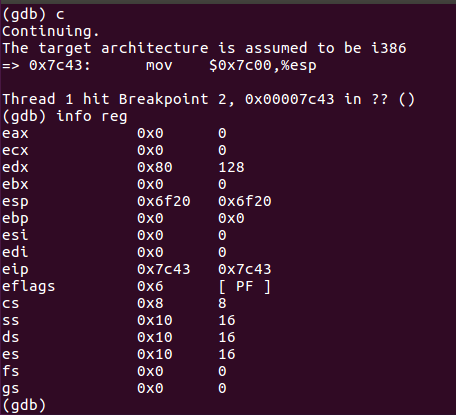 (gdb) c
Continuing.
The target architecture is assumed to be i386
=> 0x7c43:      mov    $0x7c00,%esp

Thread 1 hit Breakpoint 2, 0x00007c43 in ?? ()
(gdb) info reg
eax            0x0      0
ecx            0x0      0
edx            0x80     128
ebx            0x0      0
esp            0x6f20   0x6f20
ebp            0x0      0x0
esi            0x0      0
edi            0x0      0
eip            0x7c43   0x7c43
eflags         0x6      [ PF ]
cs             0x8      8
ss             0x10     16
ds             0x10     16
es             0x10     16
fs             0x0      0
gs             0x0      0
(gdb)